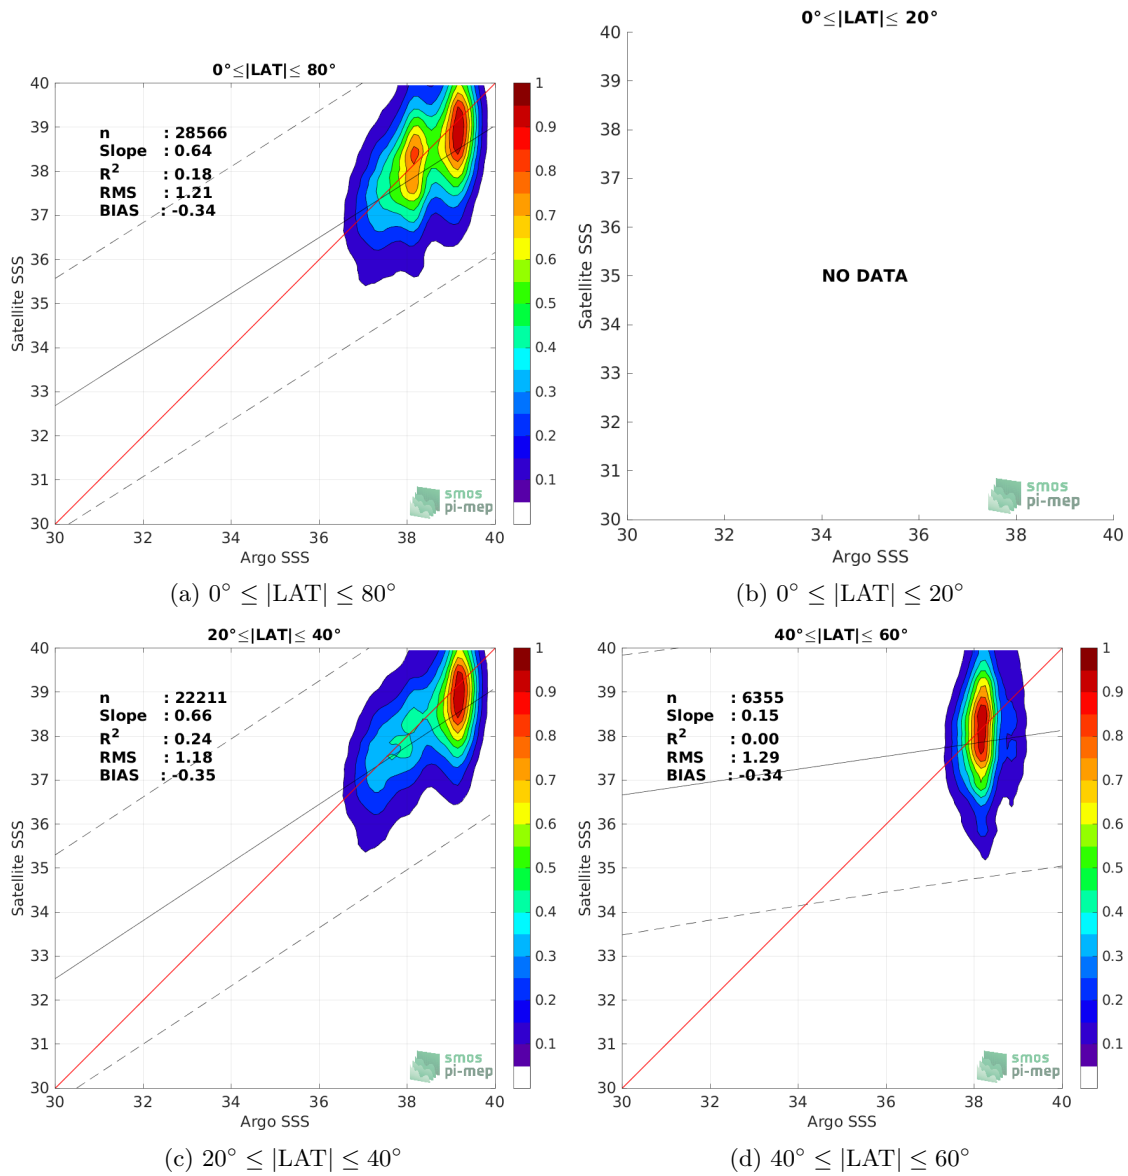 0°≤|LAT|≤ 80°
40
39
38
37
36
35
34
33
32
31
30
Satellite SSS
n : 28566
Slope : 0.64
R² : 0.18
RMS : 1.21
BIAS : -0.34
smos
pi-mep
1
0.9
0.8
0.7
0.6
0.5
0.4
0.3
0.2
0.1
30 32 34 36 38 40
Argo SSS
(a) 0° ≤ |LAT| ≤ 80°
0°≤|LAT|≤ 20°
40
39
38
37
36
35
34
33
32
31
30
Satellite SSS
NO DATA
smos
pi-mep
30 32 34 36 38 40
Argo SSS
(b) 0° ≤ |LAT| ≤ 20°
20°≤|LAT|≤ 40°
40
39
38
37
36
35
34
33
32
31
30
Satellite SSS
n : 22211
Slope : 0.66
R² : 0.24
RMS : 1.18
BIAS : -0.35
smos
pi-mep
1
0.9
0.8
0.7
0.6
0.5
0.4
0.3
0.2
0.1
30 32 34 36 38 40
Argo SSS
(c) 20° ≤ |LAT| ≤ 40°
40°≤|LAT|≤ 60°
40
39
38
37
36
35
34
33
32
31
30
Satellite SSS
n : 6355
Slope : 0.15
R² : 0.00
RMS : 1.29
BIAS : -0.34
smos
pi-mep
1
0.9
0.8
0.7
0.6
0.5
0.4
0.3
0.2
0.1
30 32 34 36 38 40
Argo SSS
(d) 40° ≤ |LAT| ≤ 60°